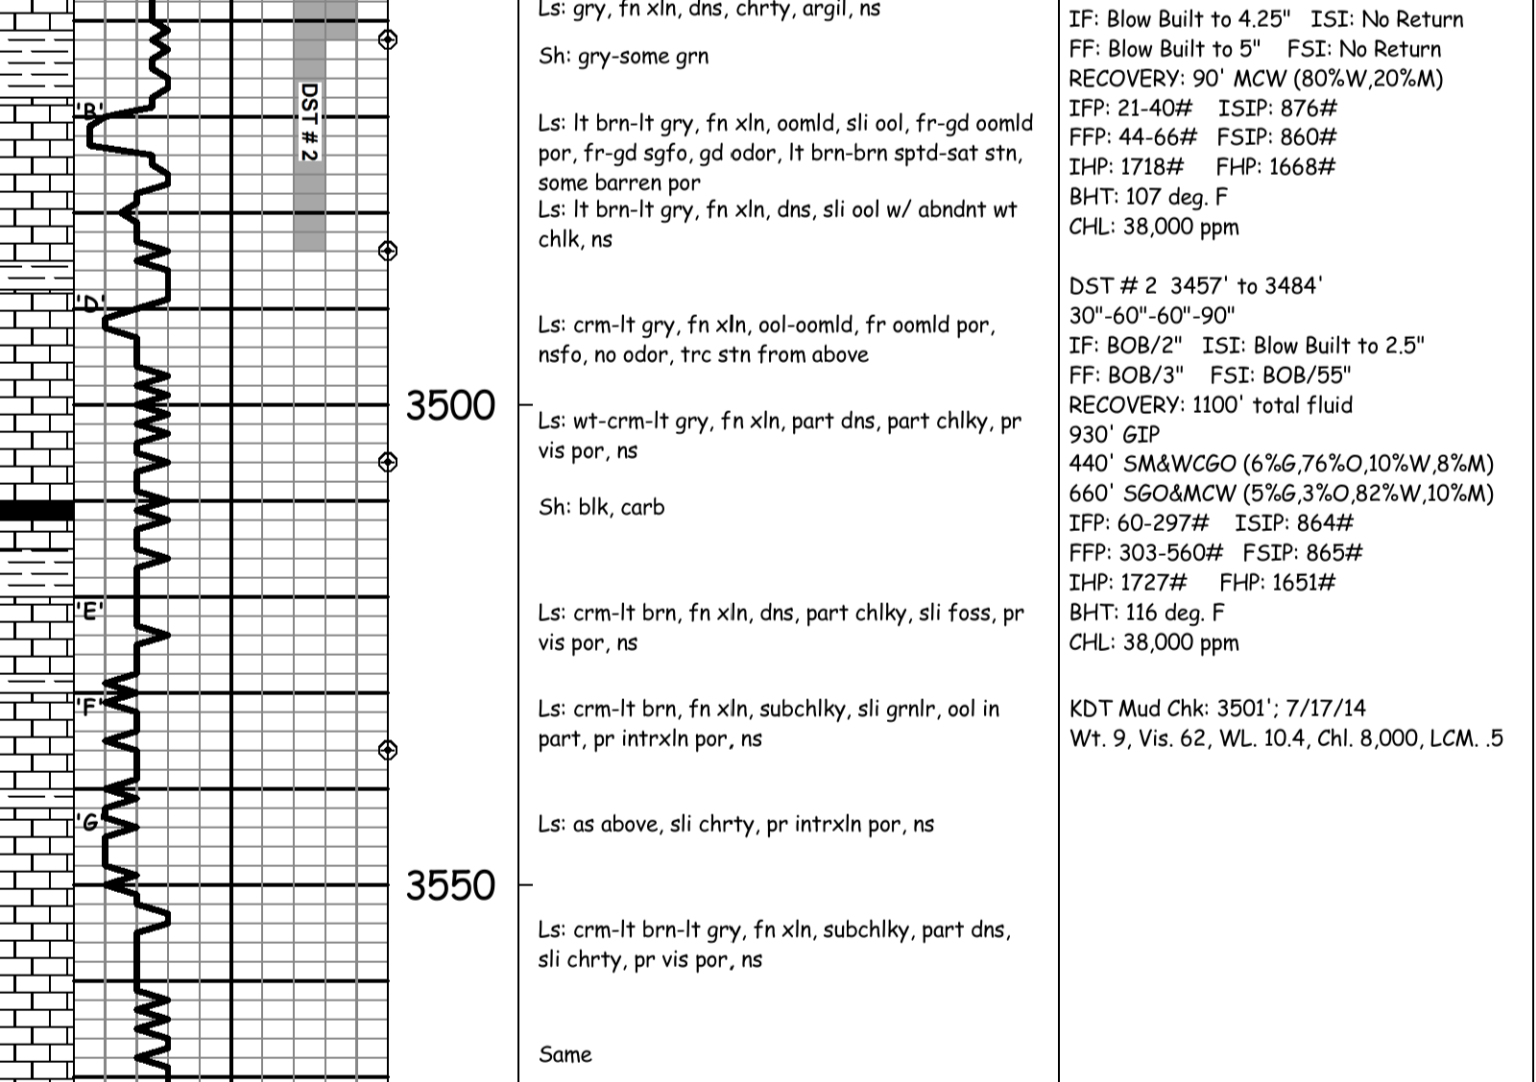 'B'
'D'
'E'
'F'
'G'
DST # 2
3500
3550
Ls: gry, fn xln, dns, chrty, argil, ns
Sh: gry-some grn
Ls: lt brn-lt gry, fn xln, oomld, sli ool, fr-gd oomld
por, fr-gd sgfo, gd odor, lt brn-brn sptd-sat stn,
some barren por
Ls: lt brn-lt gry, fn xln, dns, sli ool w/ abndnt wt
chlk, ns
Ls: crm-lt gry, fn xln, ool-oomld, fr oomld por,
nsfo, no odor, trc stn from above
Ls: wt-crm-lt gry, fn xln, part dns, part chlky, pr
vis por, ns
Sh: blk, carb
Ls: crm-lt brn, fn xln, dns, part chlky, sli foss, pr
vis por, ns
Ls: crm-lt brn, fn xln, subchlky, sli grnlr, ool in
part, pr intrxln por, ns
Ls: as above, sli chrty, pr intrxln por, ns
Ls: crm-lt brn-lt gry, fn xln, subchlky, part dns,
sli chrty, pr vis por, ns
Same
IF: Blow Built to 4.25" ISI: No Return
FF: Blow Built to 5" FSI: No Return
RECOVERY: 90' MCW (80%W,20%M)
IFP: 21-40# ISIP: 876#
FFP: 44-66# FSIP: 860#
IHP: 1718# FHP: 1668#
BHT: 107 deg. F
CHL: 38,000 ppm
DST # 2 3457' to 3484'
30"-60"-60"-90"
IF: BOB/2" ISI: Blow Built to 2.5"
FF: BOB/3" FSI: BOB/55"
RECOVERY: 1100' total fluid
930' GIP
440' SM&WCGO (6%G,76%O,10%W,8%M)
660' SGO&MCW (5%G,3%O,82%W,10%M)
IFP: 60-297# ISIP: 864#
FFP: 303-560# FSIP: 865#
IHP: 1727# FHP: 1651#
BHT: 116 deg. F
CHL: 38,000 ppm
KDT Mud Chk: 3501'; 7/17/14
Wt. 9, Vis. 62, WL. 10.4, Chl. 8,000, LCM. .5